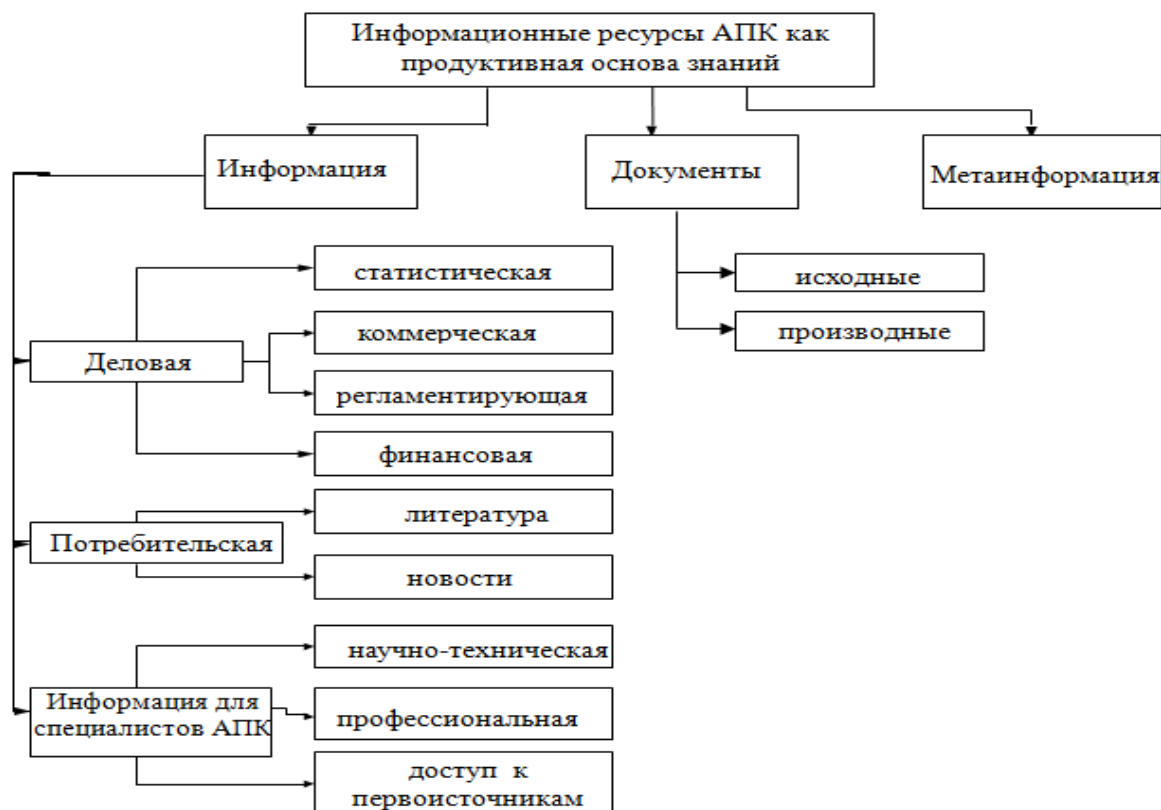 Информационные ресурсы АПК как
продуктивная основа знаний
Информация
Документы
Метаинформация
статистическая
исходные
коммерческая
производные
Деловая
регламентирующая
финансовая
литература
Потребительская
новости
научно-техническая
Информация для
специалистов АПК
профессиональная
доступ к
первоисточникам